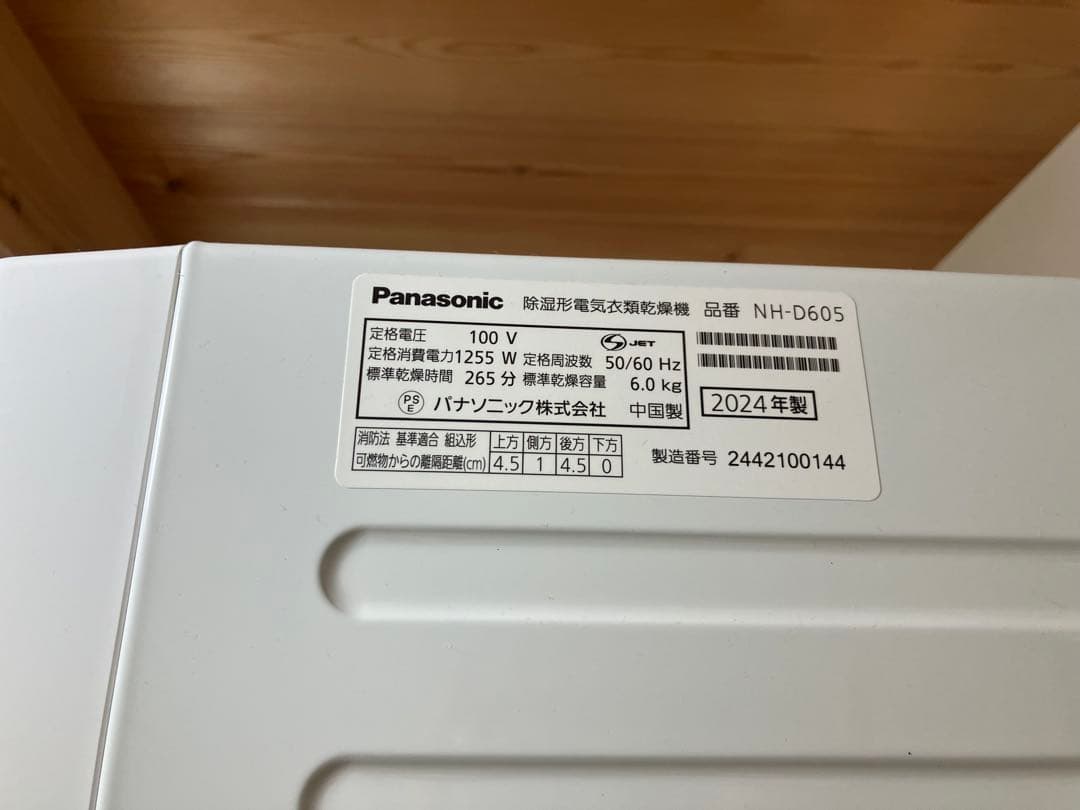 Panasonic 除湿形電気衣類乾燥機 品番 NH-D605
定格電圧 100 V JET
定格消費電力 1255 W 定格周波数 50/60 Hz
標準乾燥時間 265 分 標準乾燥容量 6.0 kg
PSE パナソニック株式会社 中国製
2024年製
消防法 基準適合 組込形 上方 側方 後方 下方
可燃物からの離隔距離(cm) 4.5 1 4.5 0
製造番号 2442100144